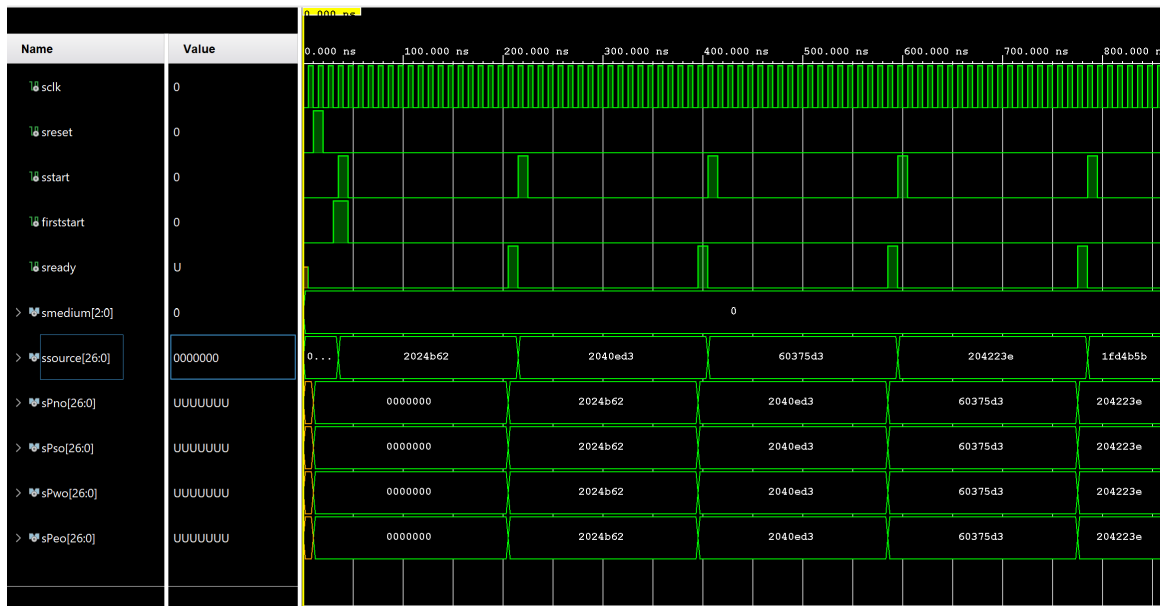 0.000 ns
Name Value 0.000 ns 100.000 ns 200.000 ns 300.000 ns 400.000 ns 500.000 ns 600.000 ns 700.000 ns 800.000 n
sclk 0
sreset 0
sstart 0
firststart 0
sready U
smedium[2:0] 0 0
ssource[26:0] 0000000 0... 2024b62 2040ed3 60375d3 204223e 1fd4b5b
sPno[26:0] UUUUUUU 0000000 2024b62 2040ed3 60375d3 204223e
sPso[26:0] UUUUUUU 0000000 2024b62 2040ed3 60375d3 204223e
sPwo[26:0] UUUUUUU 0000000 2024b62 2040ed3 60375d3 204223e
sPeo[26:0] UUUUUUU 0000000 2024b62 2040ed3 60375d3 204223e